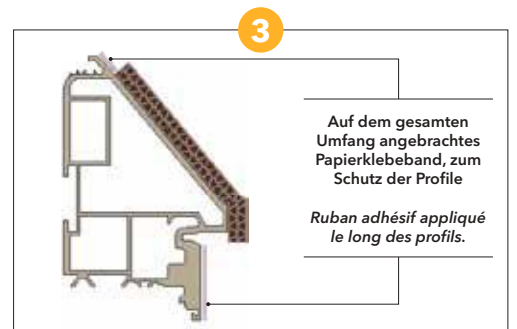 3
Auf dem gesamten
Umfang angebrachtes
Papierklebeband, zum
Schutz der Profile
Ruban adhésif appliqué
le long des profils.